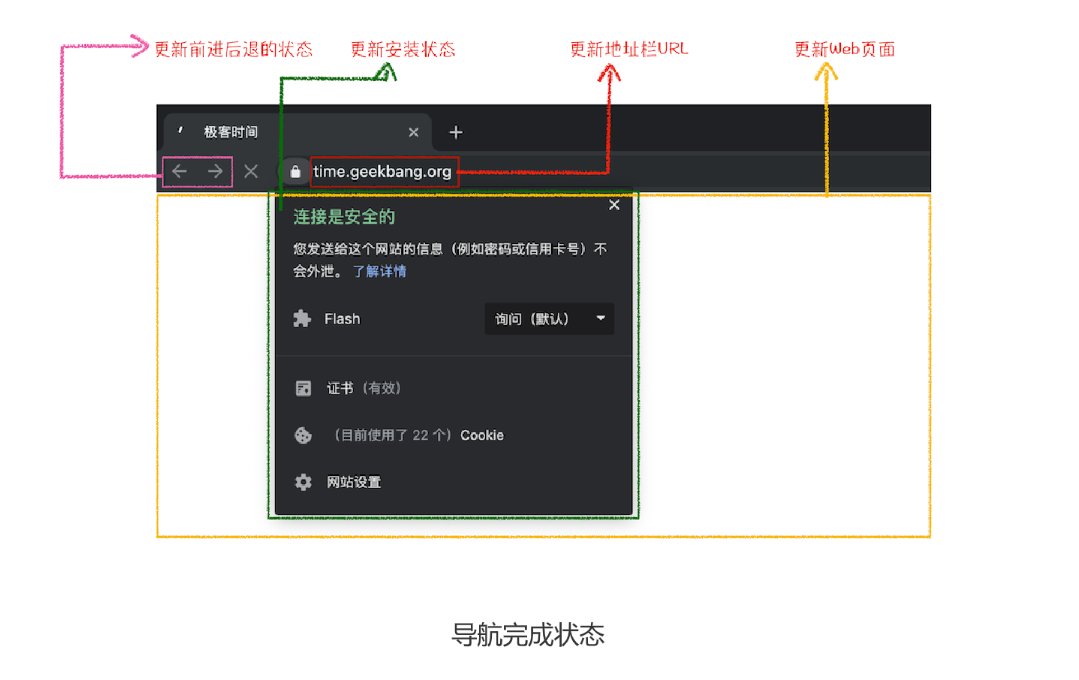 更新前进后退的状态 更新安装状态 更新地址栏URL 更新Web页面
极客时间
time.geekbang.org
连接是安全的
您发送给这个网站的信息（例如密码或信用卡号）不
会外泄。 了解详情
Flash 询问（默认）
证书（有效）
（目前使用了 22 个）Cookie
网站设置
导航完成状态